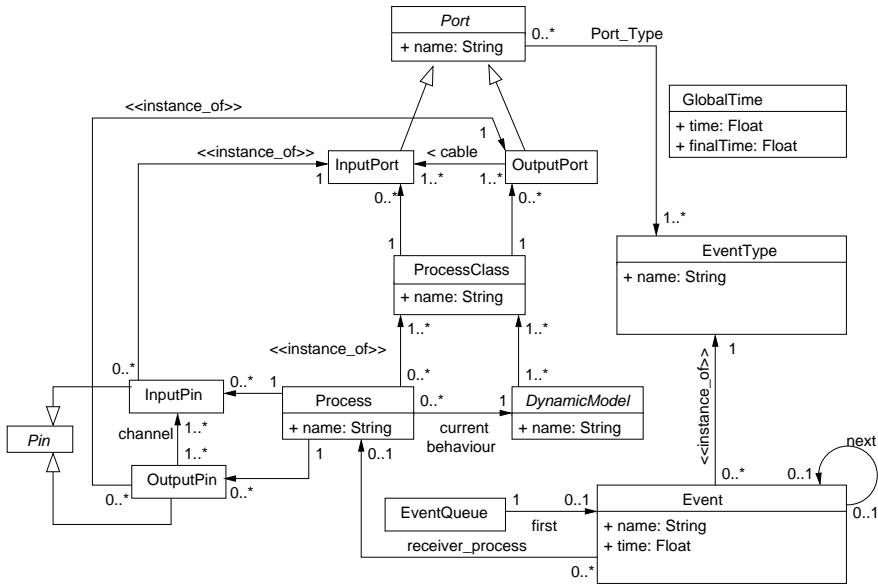 Port
+ name: String
0..*
Port_Type
<<instance_of>>
GlobalTime
+ time: Float
+ finalTime: Float
1
<<instance_of>>
1
InputPort
< cable
1..*
1..*
OutputPort
0..*
0..*
1..*
1
1
ProcessClass
+ name: String
EventType
+ name: String
1..*
1..*
<<instance_of>>
1
<<instance_of>>
0..*
0..*
1
0..*
1..*
InputPin
Process
+ name: String
0..*
1
DynamicModel
+ name: String
current
behaviour
Pin
channel
1..*
1..*
1
0..1
next
OutputPin
0..*
0..*
0..*
0..1
0..1
EventQueue
1
0..1
first
Event
+ name: String
+ time: Float
receiver_process
0..*